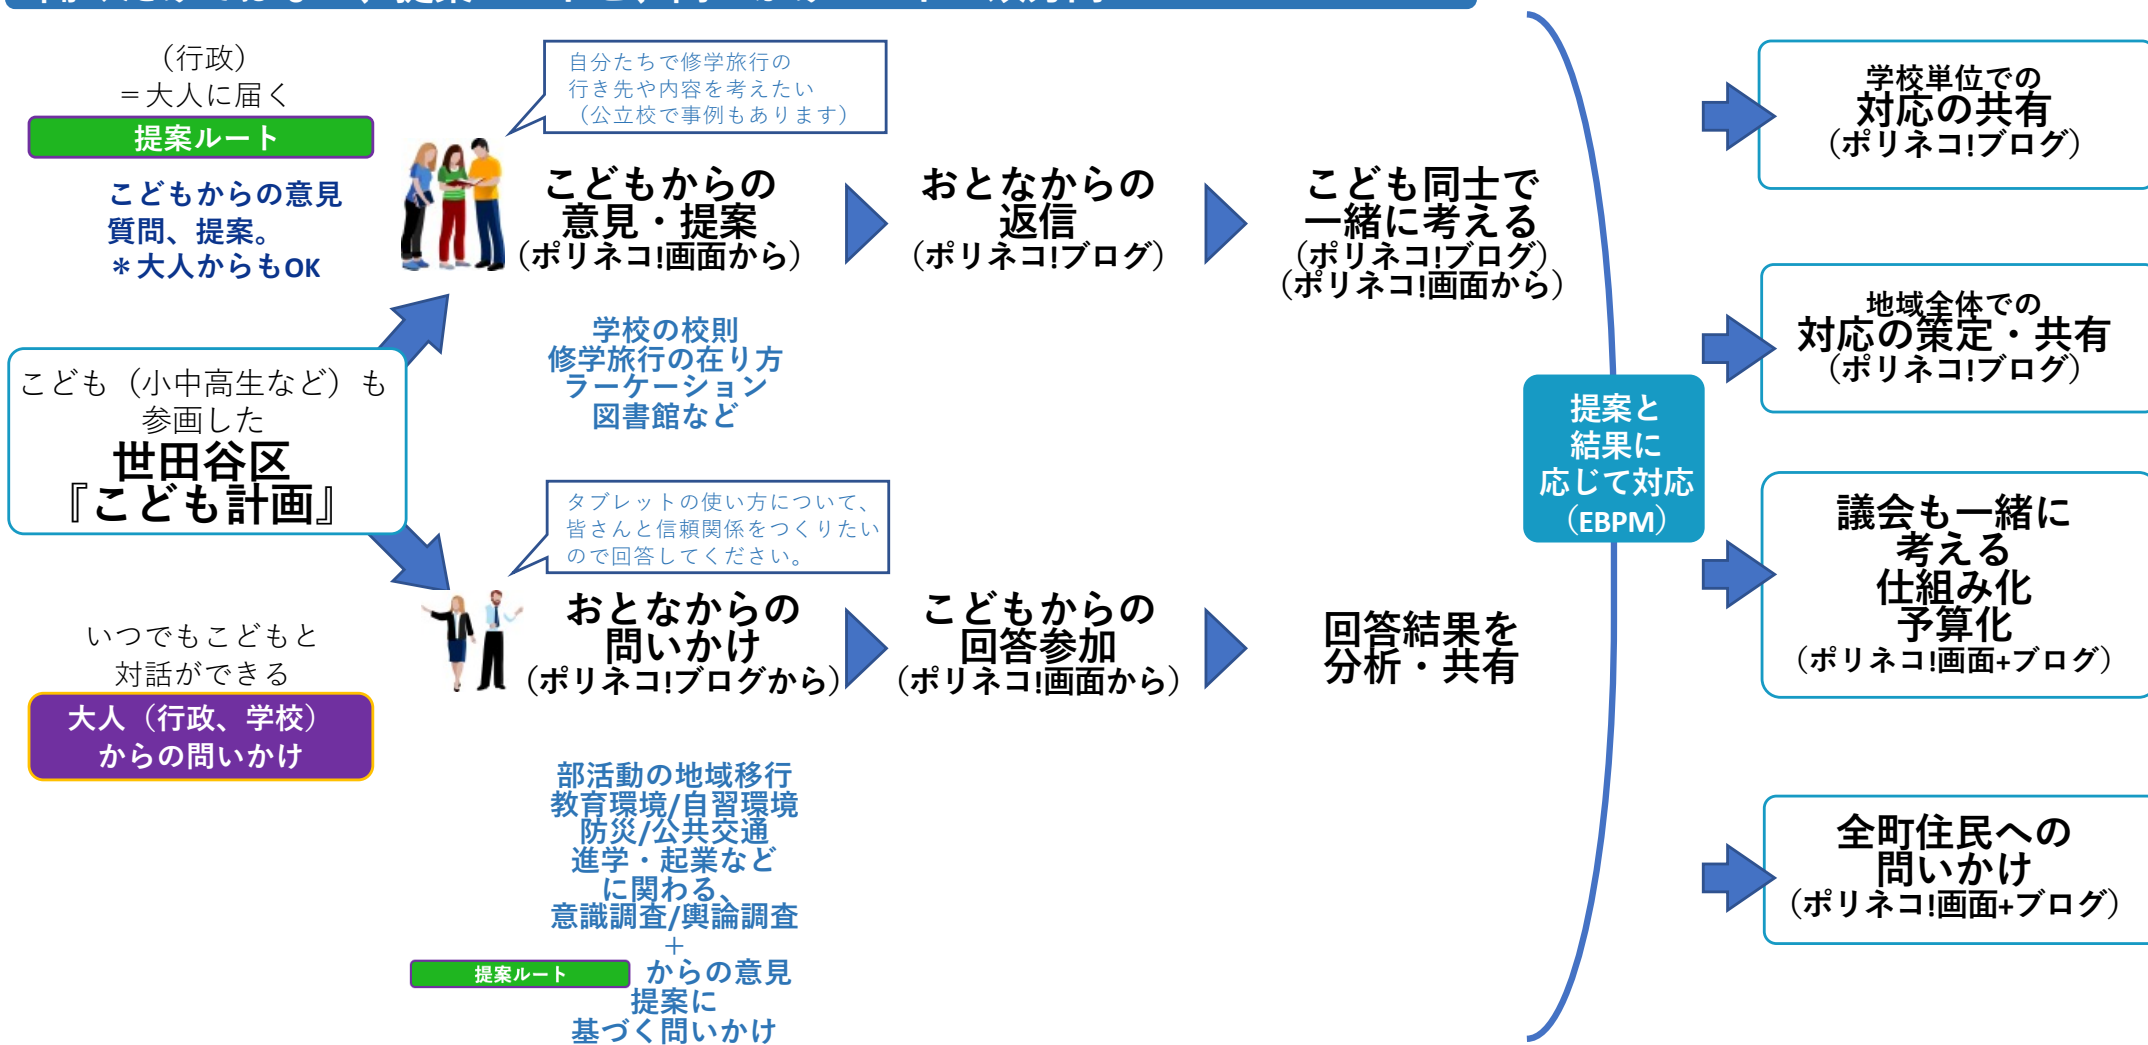 （行政）
＝大人に届く
提案ルート
こどもからの意見
質問、提案。
＊大人からもOK
自分たちで修学旅行の
行き先や内容を考えたい
（公立校で事例もあります）
こどもからの
意見・提案
（ポリネコ!画面から）
おとなからの
返信
（ポリネコ!ブログ）
こども同士で
一緒に考える
（ポリネコ!ブログ）
（ポリネコ!画面から）
学校の校則
修学旅行の在り方
ラーケーション
図書館など
こども（小中高生など）も
参画した
世田谷区
『こども計画』
いつでもこどもと
対話ができる
大人（行政、学校）
からの問いかけ
タブレットの使い方について、
皆さんと信頼関係をつくりたい
ので回答してください。
おとなからの
問いかけ
（ポリネコ!ブログから）
こどもからの
回答参加
（ポリネコ!画面から）
回答結果を
分析・共有
部活動の地域移行
教育環境/自習環境
防災/公共交通
進学・起業など
に関わる、
意識調査/輿論調査
＋
提案ルート からの意見
提案に
基づく問いかけ
提案と
結果に
応じて対応
（EBPM）
学校単位での
対応の共有
（ポリネコ!ブログ）
地域全体での
対応の策定・共有
（ポリネコ!ブログ）
議会も一緒に
考える
仕組み化
予算化
（ポリネコ!画面+ブログ）
全町住民への
問いかけ
（ポリネコ!画面+ブログ）